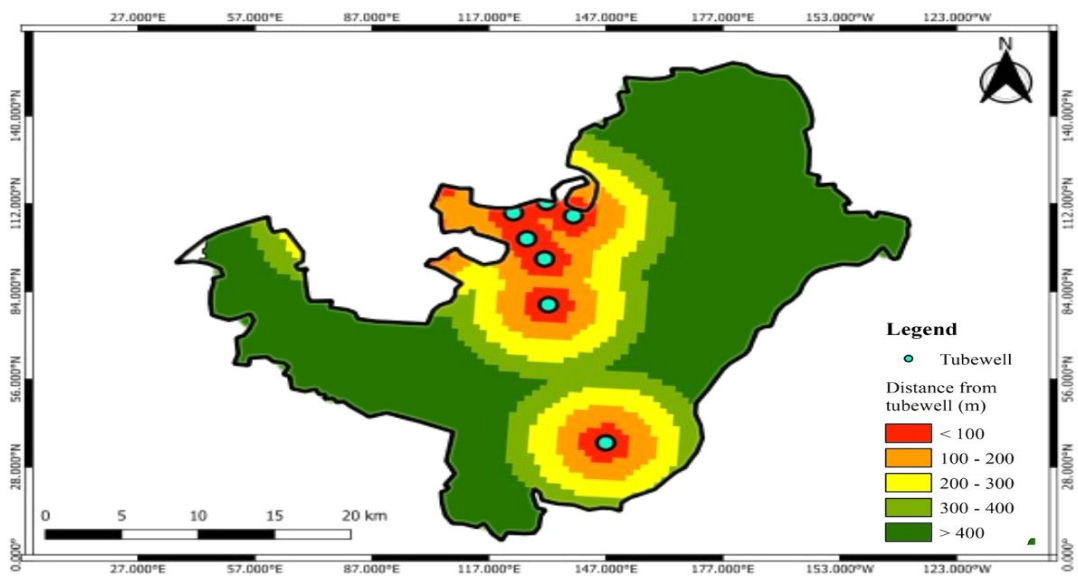 27.000°E 57.000°E 87.000°E 117.000°E 147.000°E 177.000°E 153.000°W 123.000°W
N
140.000°N 140.000°N
112.000°N 112.000°N
84.000°N 84.000°N
56.000°N 56.000°N
28.000°N 28.000°N
0.000° 0.000°
Legend
Tubewell
Distance from
tubewell (m)
< 100
100 - 200
200 - 300
300 - 400
> 400
0 5 10 15 20 km
27.000°E 57.000°E 87.000°E 117.000°E 147.000°E 177.000°E 153.000°W 123.000°W